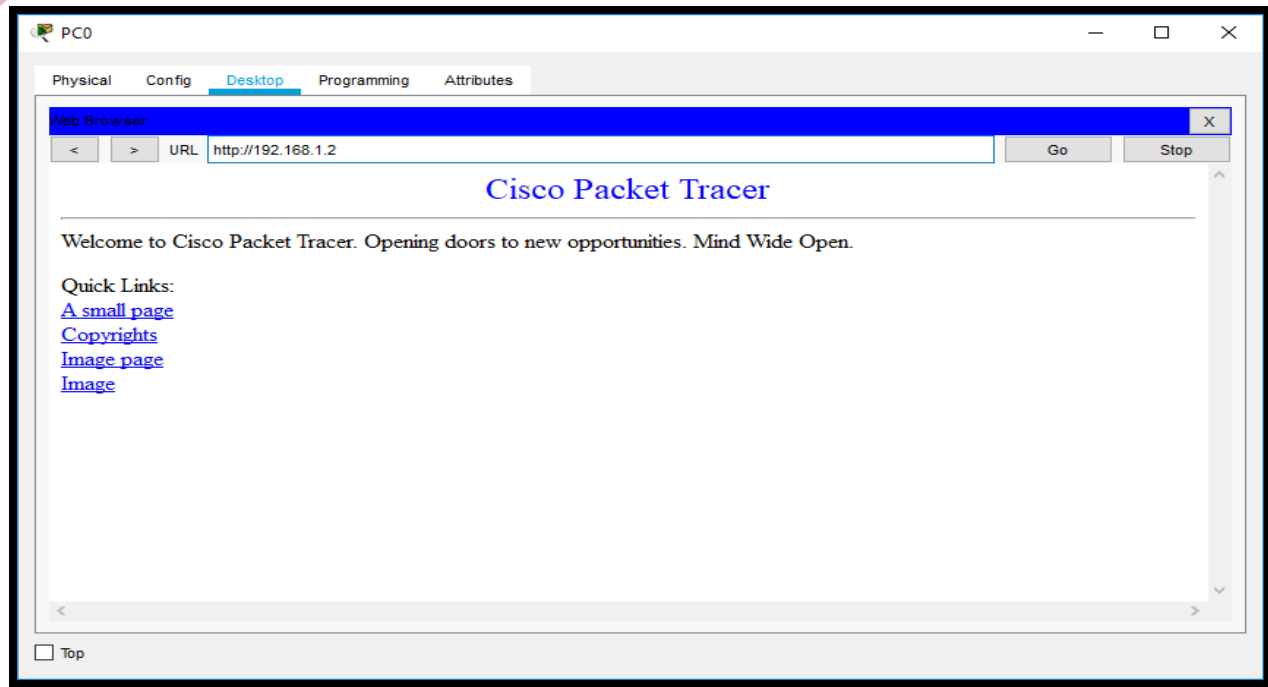 PC0
Physical Config Desktop Programming Attributes
Web Browser X
< > URL http://192.168.1.2 Go Stop
Cisco Packet Tracer
Welcome to Cisco Packet Tracer. Opening doors to new opportunities. Mind Wide Open.
Quick Links:
A small page
Copyrights
Image page
Image
Top